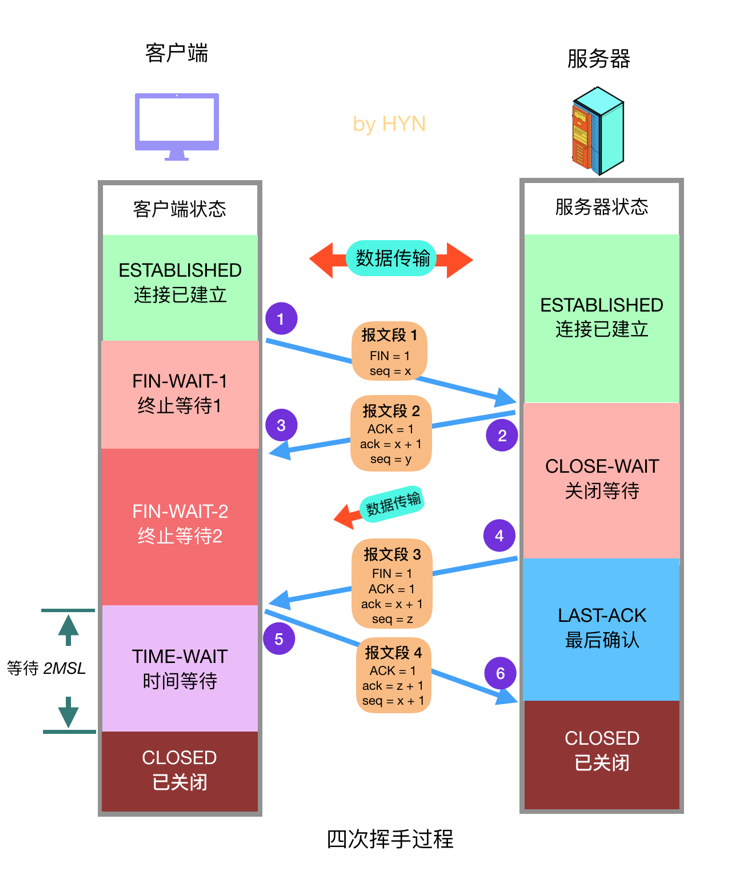 客户端
服务器
by HYN
客户端状态
服务器状态
ESTABLISHED
连接已建立
数据传输
ESTABLISHED
连接已建立
1
报文段 1
FIN = 1
seq = x
FIN-WAIT-1
终止等待1
报文段 2
ACK = 1
ack = x + 1
seq = y
3
2
CLOSE-WAIT
关闭等待
FIN-WAIT-2
终止等待2
数据传输
4
报文段 3
FIN = 1
ACK = 1
ack = x + 1
seq = z
LAST-ACK
最后确认
5
TIME-WAIT
时间等待
等待 2MSL
报文段 4
ACK = 1
ack = z + 1
seq = x + 1
6
CLOSED
已关闭
CLOSED
已关闭
四次挥手过程